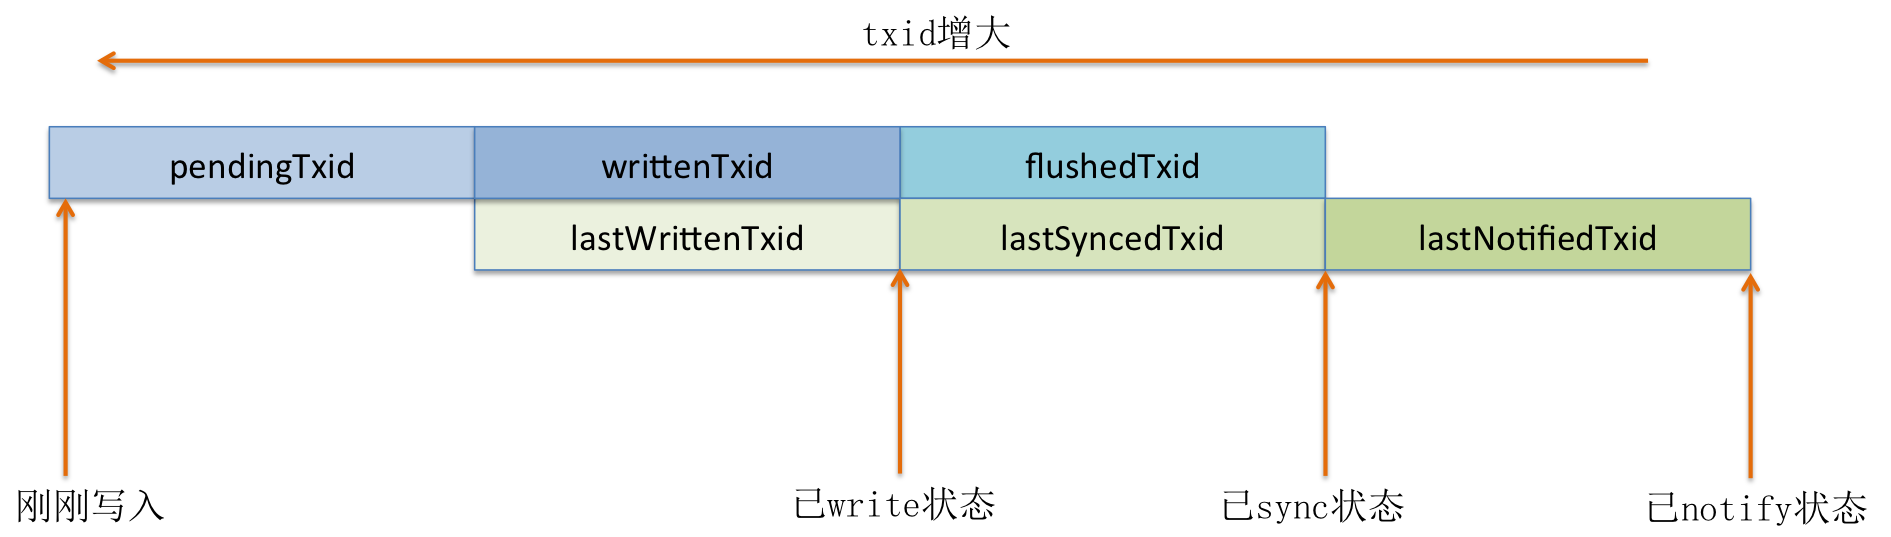 txid增大
pendingTxid
writtenTxid
flushedTxid
lastWrittenTxid
lastSyncedTxid
lastNotifiedTxid
刚刚写入
已write状态
已sync状态
已notify状态